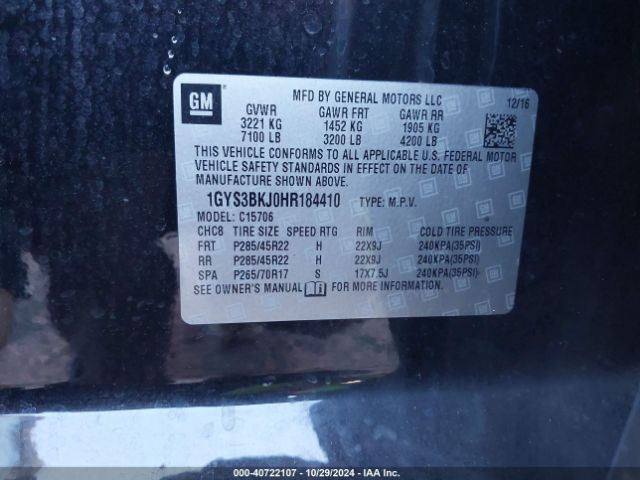 GM
MFD BY GENERAL MOTORS LLC 12/16
GVWR GAWR FRT GAWR RR
3221 KG 1452 KG 1905 KG
7100 LB 3200 LB 4200 LB
THIS VEHICLE CONFORMS TO ALL APPLICABLE U.S. FEDERAL MOTOR
VEHICLE SAFETY STANDARDS IN EFFECT ON THE DATE OF
MANUFACTURE SHOWN ABOVE.
1GYS3BKJ0HR184410 TYPE: M.P.V.
MODEL: C15706
CHC8 TIRE SIZE SPEED RTG RIM COLD TIRE PRESSURE
FRT P285/45R22 H 22X9J 240KPA(35PSI)
RR P285/45R22 H 22X9J 240KPA(35PSI)
SPA P265/70R17 S 17X7.5J 240KPA(35PSI)
SEE OWNER'S MANUAL FOR MORE INFORMATION.
000-40722107 - 10/29/2024 - IAA Inc.